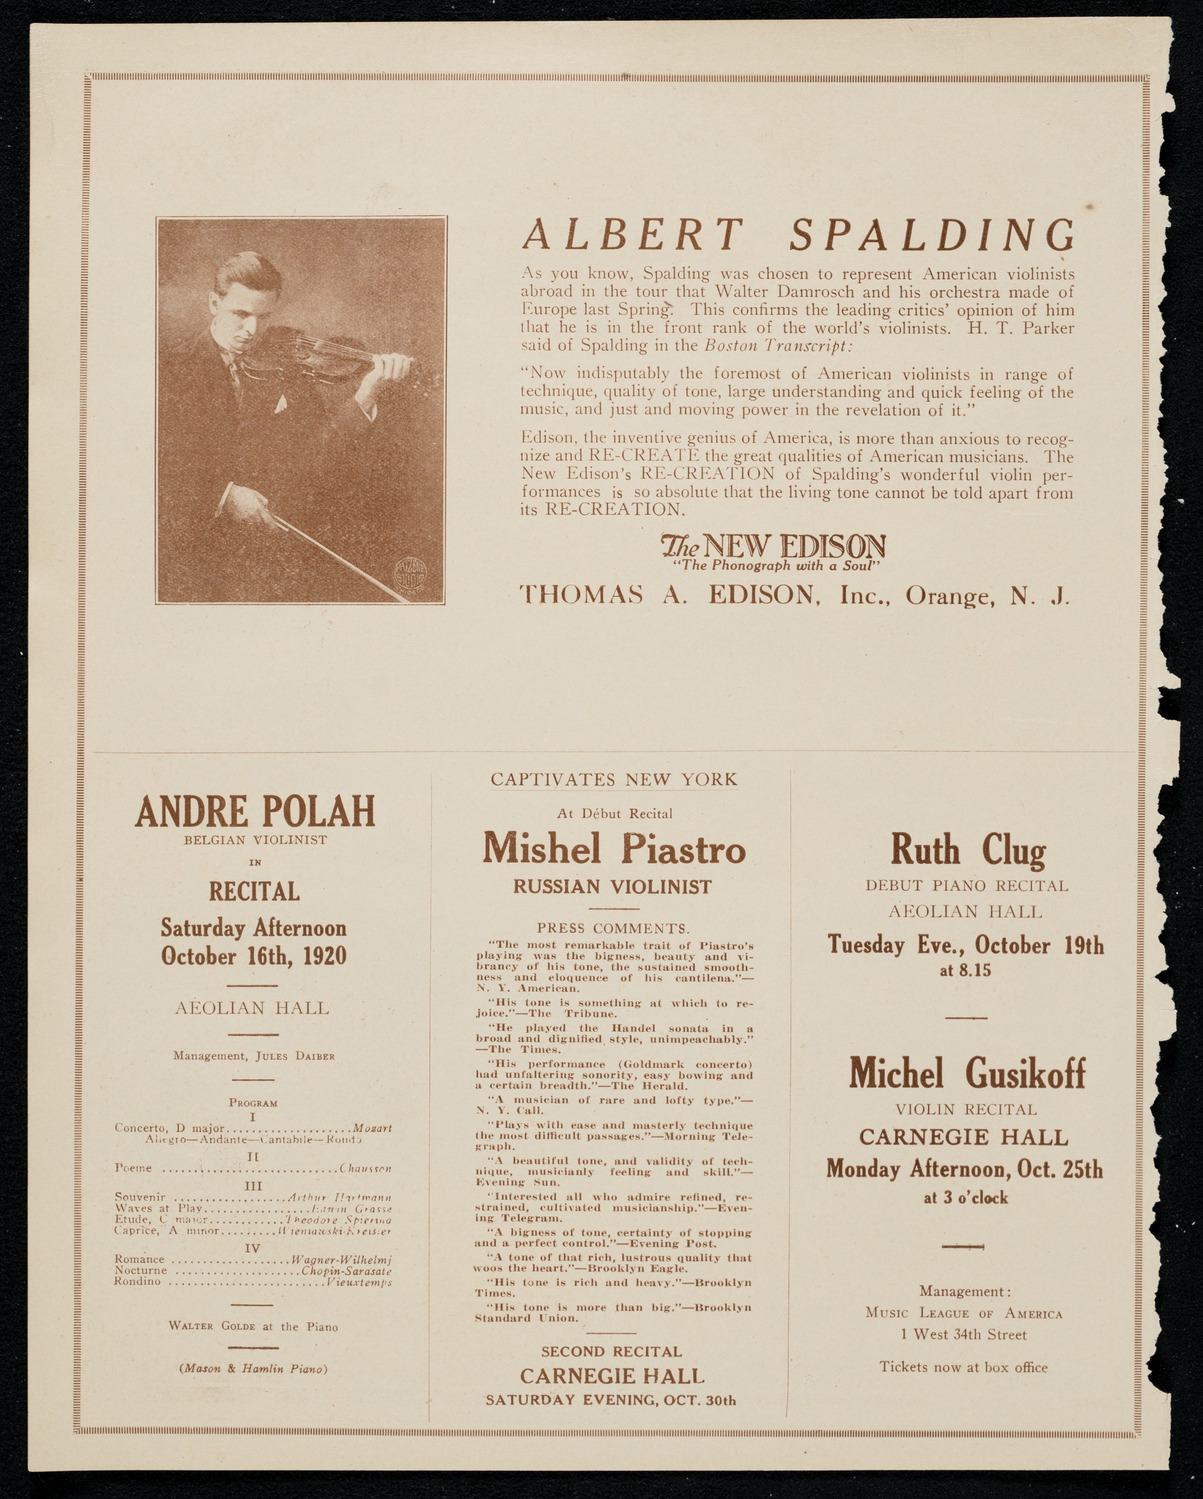 ALBERT SPALDING
As you know, Spalding was chosen to represent American violinists
abroad in the tour that Walter Damrosch and his orchestra made of
Europe last Spring. This confirms the leading critics' opinion of him
that he is in the front rank of the world's violinists. H. T. Parker
said of Spalding in the Boston Transcript:
"Now indisputably the foremost of American violinists in range of
technique, quality of tone, large understanding and quick feeling of the
music, and just and moving power in the revelation of it."
Edison, the inventive genius of America, is more than anxious to recog-
nize and RE-CREATE the great qualities of American musicians. The
New Edison's RE-CREATION of Spalding's wonderful violin per-
formances is so absolute that the living tone cannot be told apart from
its RE-CREATION.
The NEW EDISON
"The Phonograph with a Soul"
THOMAS A. EDISON, Inc., Orange, N. J.
ANDRE POLAH
BELGIAN VIOLINIST
IN
RECITAL
Saturday Afternoon
October 16th, 1920
AEOLIAN HALL
Management, JULES DAIBER
PROGRAM
I
Concerto, D major...................Mozart
Allegro—Andante—Cantabile—Rondo
II
Poeme ............................Chausson
III
Souvenir ..................Arthur Hartmann
Waves at Play.................Edwin Grasse
Etude, C major............Theodore Spiering
Caprice, A minor.........Wieniawski-Kreisler
IV
Romance ...................Wagner-Wilhelmj
Nocturne ....................Chopin-Sarasate
Rondino .........................Vieuxtemps
WALTER GOLDE at the Piano
(Mason & Hamlin Piano)
CAPTIVATES NEW YORK
At Début Recital
Mishel Piastro
RUSSIAN VIOLINIST
PRESS COMMENTS.
"The most remarkable trait of Piastro's
playing was the bigness, beauty and vi-
brancy of his tone, the sustained smooth-
ness and eloquence of his cantilena."—
N. Y. American.
"His tone is something at which to re-
joice."—The Tribune.
"He played the Handel sonata in a
broad and dignified style, unimpeachably."
—The Times.
"His performance (Goldmark concerto)
had unfaltering sonority, easy bowing and
a certain breadth."—The Herald.
"A musician of rare and lofty type."—
N. Y. Call.
"Plays with ease and masterly technique
the most difficult passages."—Morning Tele-
graph.
"A beautiful tone, and validity of tech-
nique, musicianly feeling and skill."—
Evening Sun.
"Interested all who admire refined, re-
strained, cultivated musicianship."—Even-
ing Telegram.
"A bigness of tone, certainty of stopping
and a perfect control."—Evening Post.
"A tone of that rich, lustrous quality that
woos the heart."—Brooklyn Eagle.
"His tone is rich and heavy."—Brooklyn
Times.
"His tone is more than big."—Brooklyn
Standard Union.
SECOND RECITAL
CARNEGIE HALL
SATURDAY EVENING, OCT. 30th
Ruth Clug
DEBUT PIANO RECITAL
AEOLIAN HALL
Tuesday Eve., October 19th
at 8.15
Michel Gusikoff
VIOLIN RECITAL
CARNEGIE HALL
Monday Afternoon, Oct. 25th
at 3 o'clock
Management:
MUSIC LEAGUE OF AMERICA
1 West 34th Street
Tickets now at box office